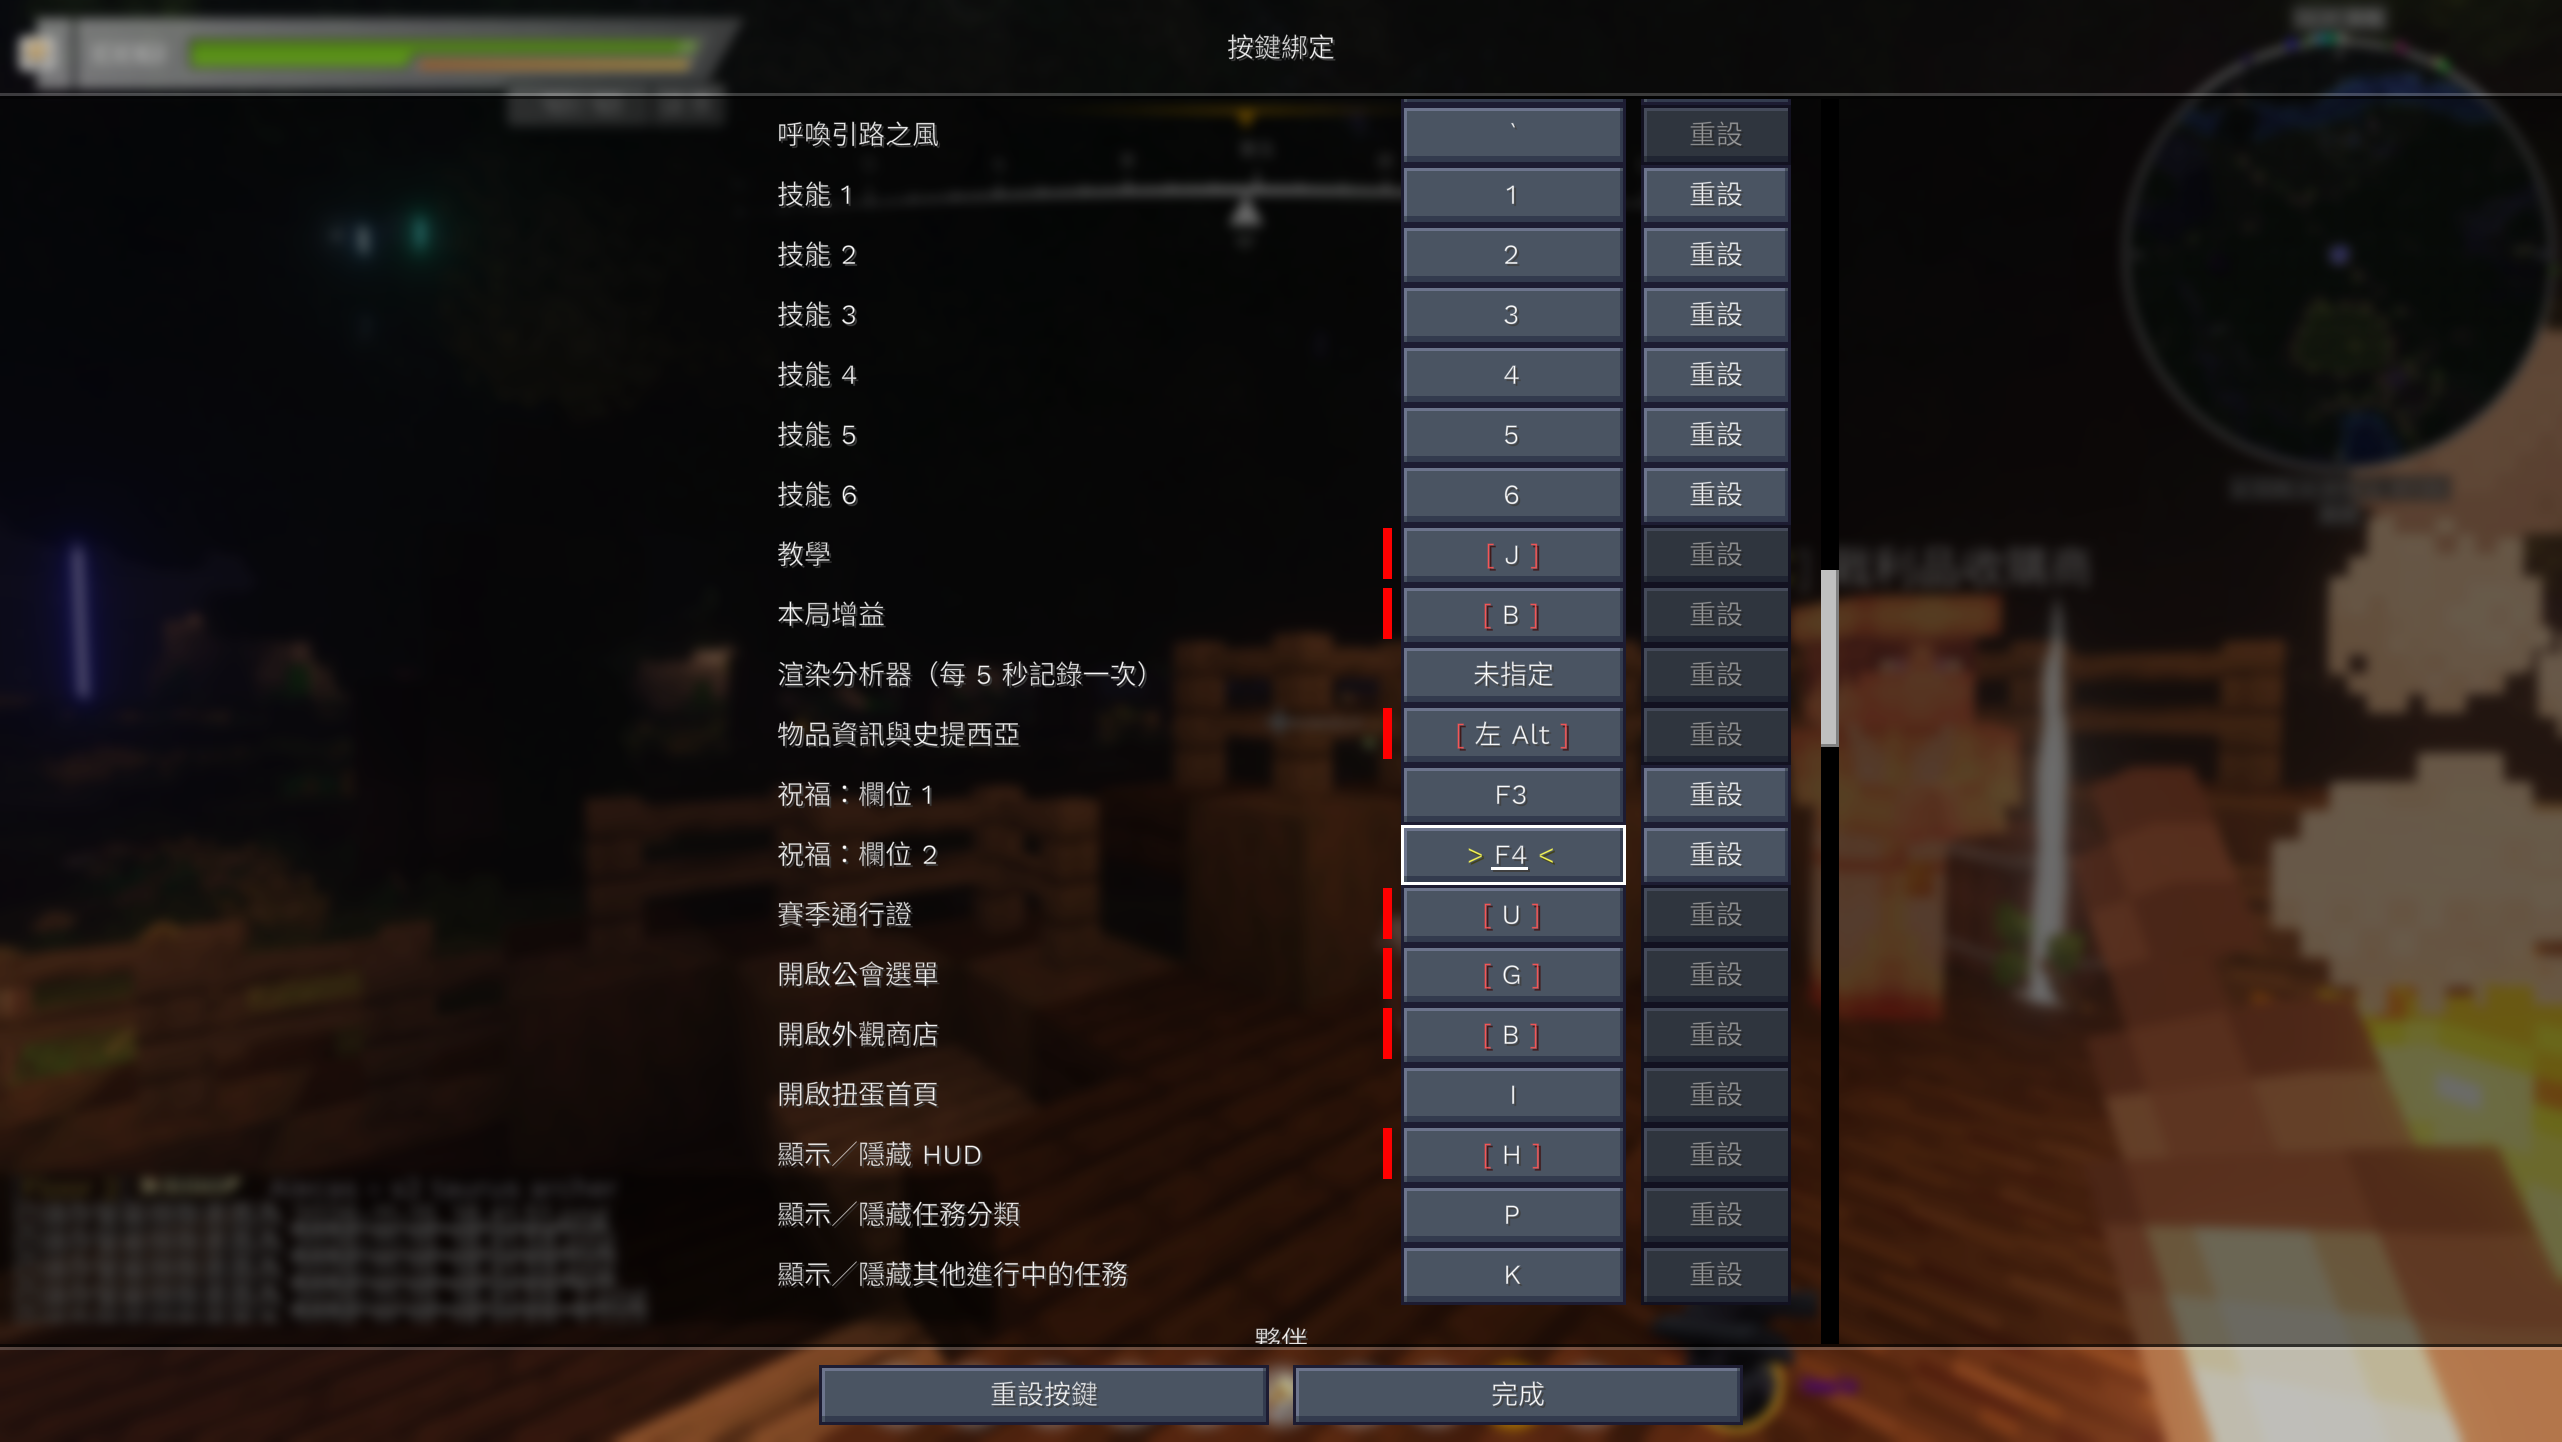 按鍵綁定
呼喚引路之風 ` 重設
技能 1 1 重設
技能 2 2 重設
技能 3 3 重設
技能 4 4 重設
技能 5 5 重設
技能 6 6 重設
教學 [ J ] 重設
本局增益 [ B ] 重設
渲染分析器（每 5 秒記錄一次） 未指定 重設
物品資訊與史提西亞 [ 左 Alt ] 重設
祝福：欄位 1 F3 重設
祝福：欄位 2 > F4 < 重設
賽季通行證 [ U ] 重設
開啟公會選單 [ G ] 重設
開啟外觀商店 [ B ] 重設
開啟扭蛋首頁 I 重設
顯示／隱藏 HUD [ H ] 重設
顯示／隱藏任務分類 P 重設
顯示／隱藏其他進行中的任務 K 重設
夥伴
重設按鍵 完成